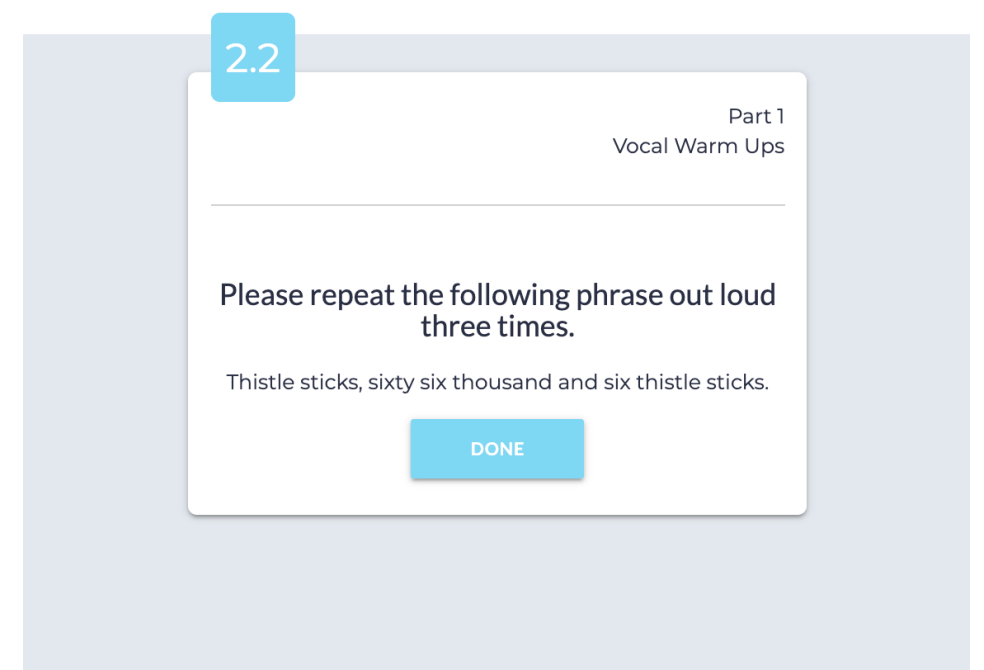 2.2
Part 1
Vocal Warm Ups
Please repeat the following phrase out loud
three times.
Thistle sticks, sixty six thousand and six thistle sticks.
DONE